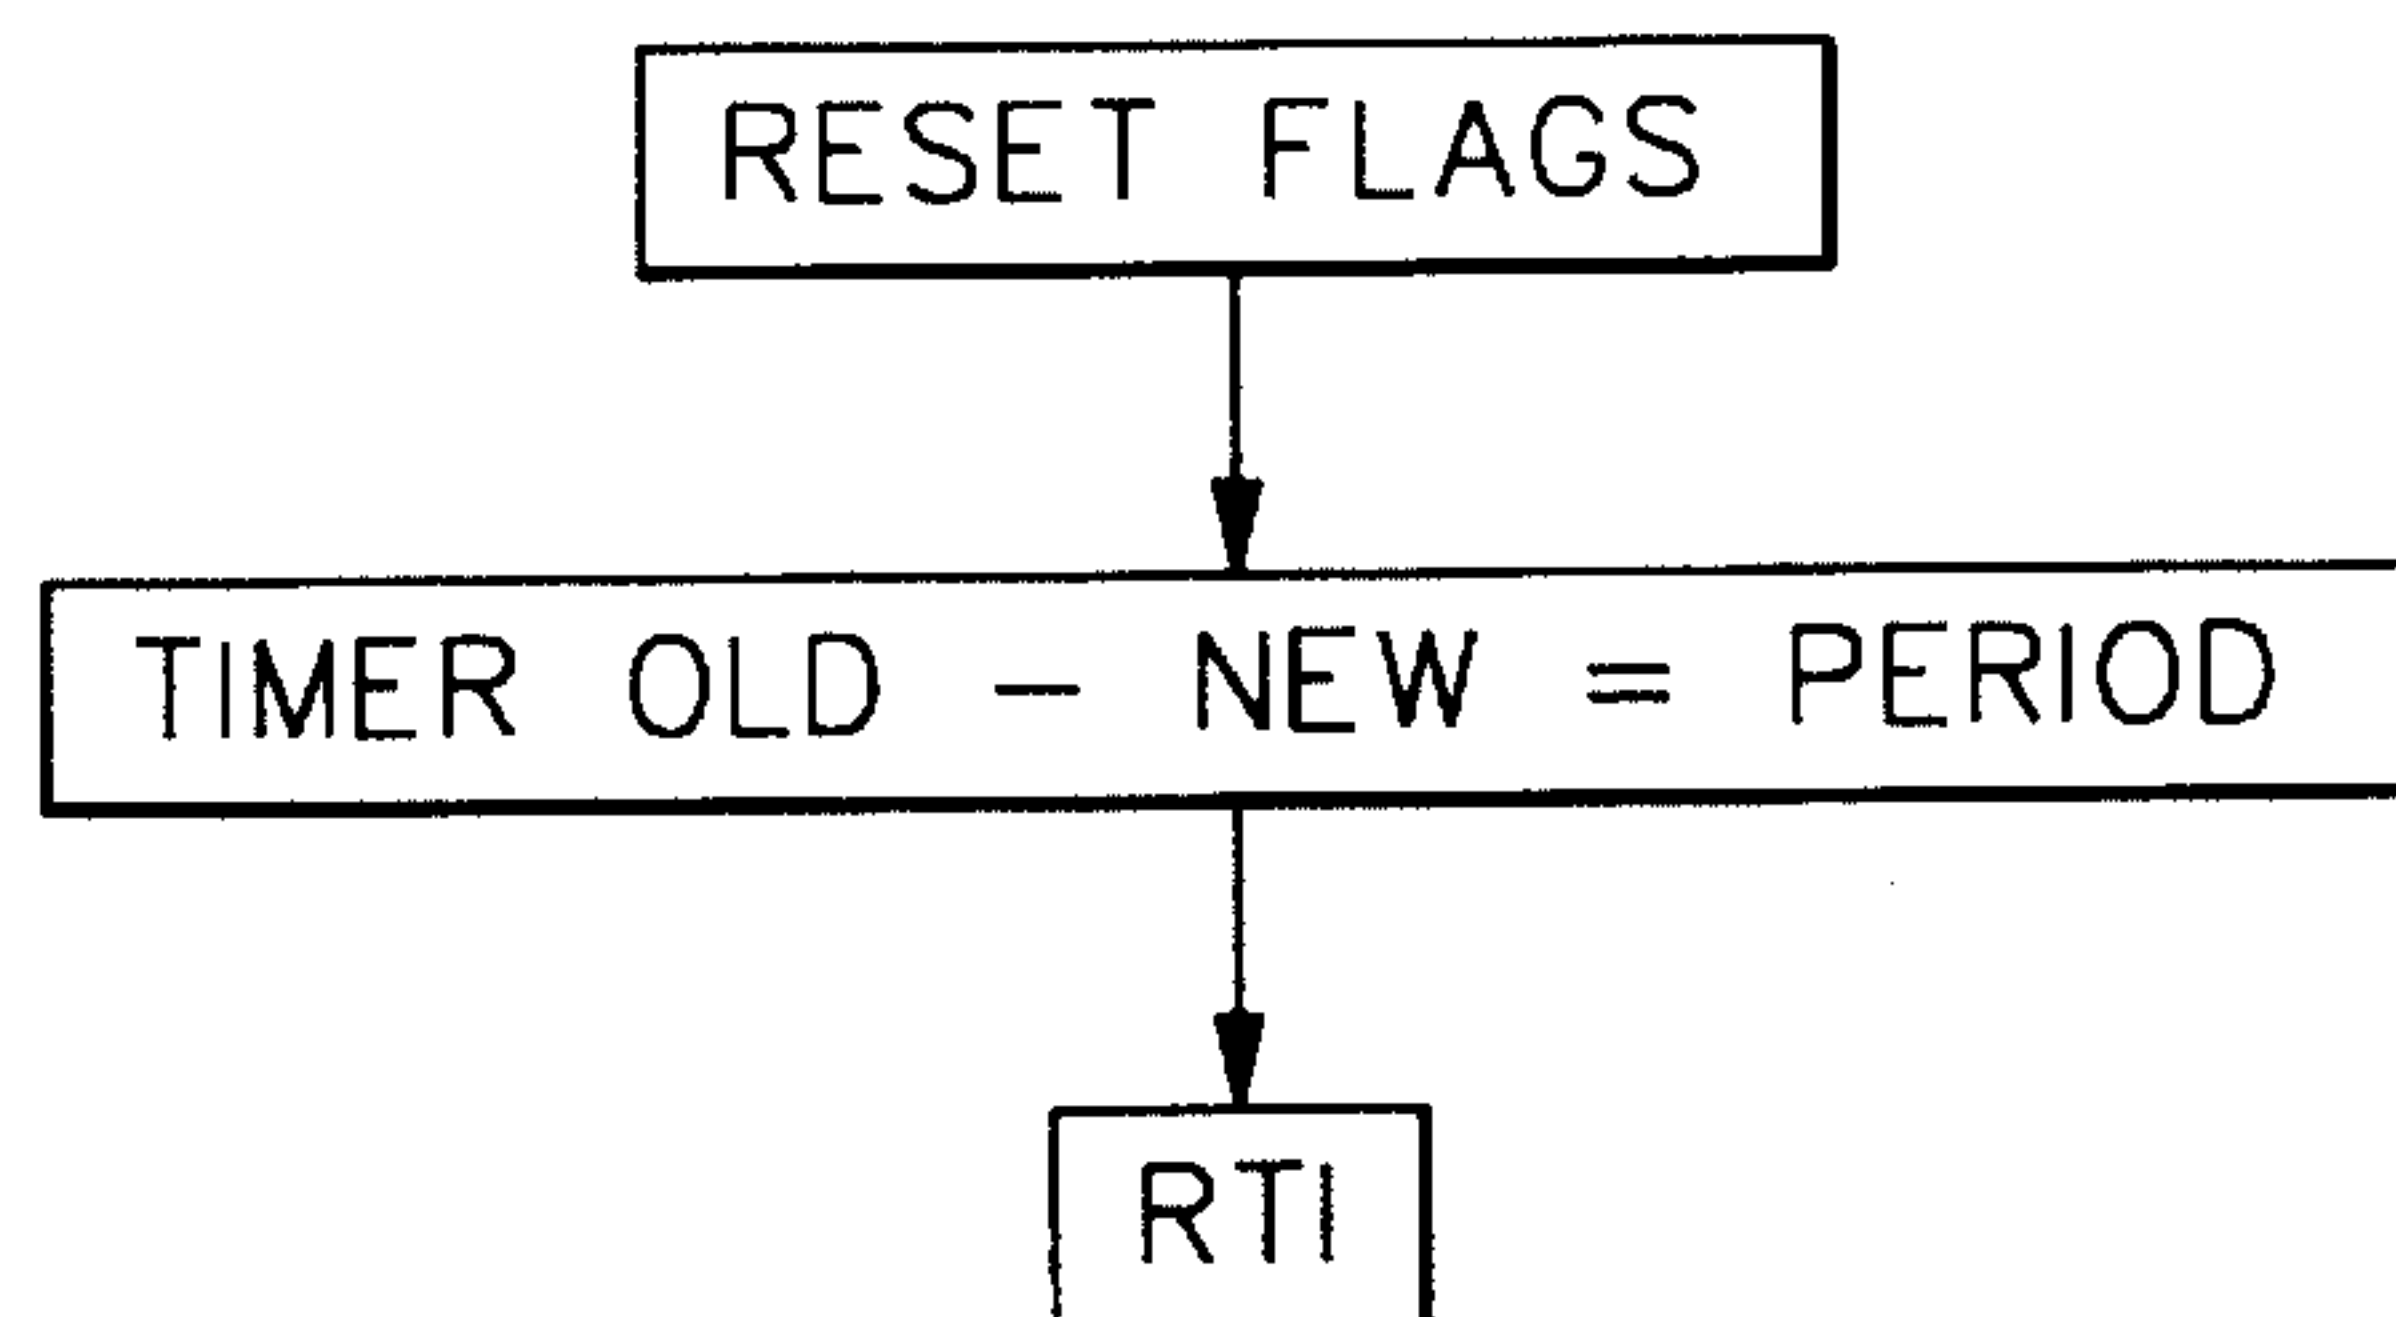 RESET FLAGS
TIMER OLD - NEW = PERIOD
RTI